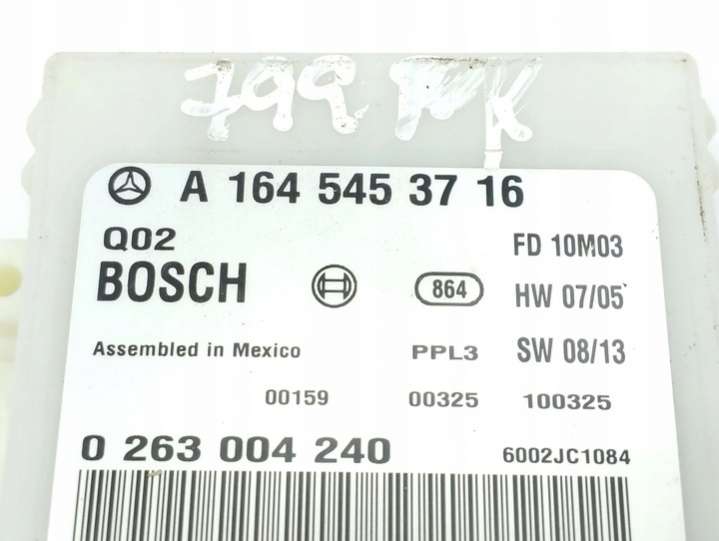 A 164 545 37 16
Q02 FD 10M03
BOSCH 864 HW 07/05
Assembled in Mexico PPL3 SW 08/13
00159 00325 100325
0 263 004 240 6002JC1084